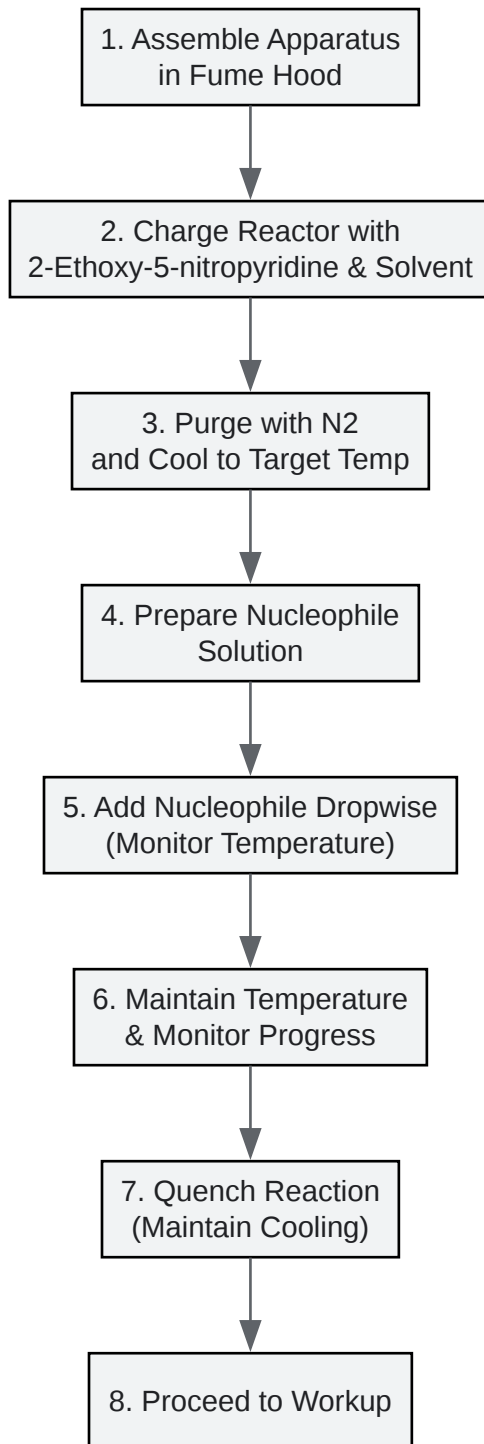 1. Assemble Apparatus
in Fume Hood
2. Charge Reactor with
2-Ethoxy-5-nitropyridine & Solvent
3. Purge with N2
and Cool to Target Temp
4. Prepare Nucleophile
Solution
5. Add Nucleophile Dropwise
(Monitor Temperature)
6. Maintain Temperature
& Monitor Progress
7. Quench Reaction
(Maintain Cooling)
8. Proceed to Workup